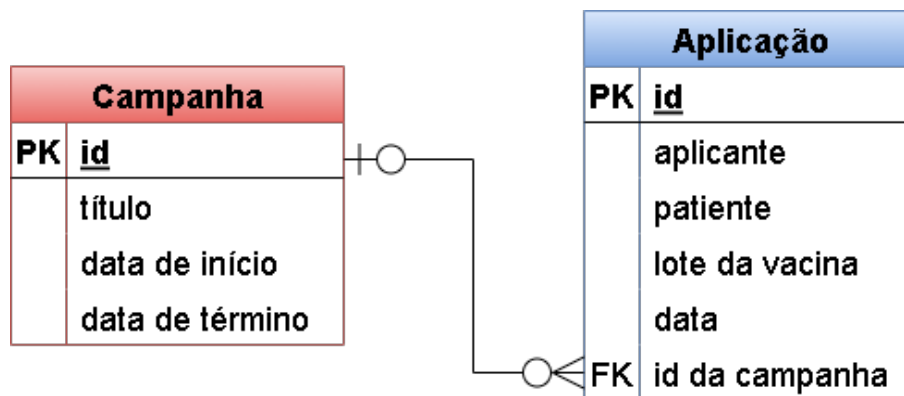 Campanha
PK id
título
data de início
data de término
Aplicação
PK id
aplicante
patiente
lote da vacina
data
FK id da campanha